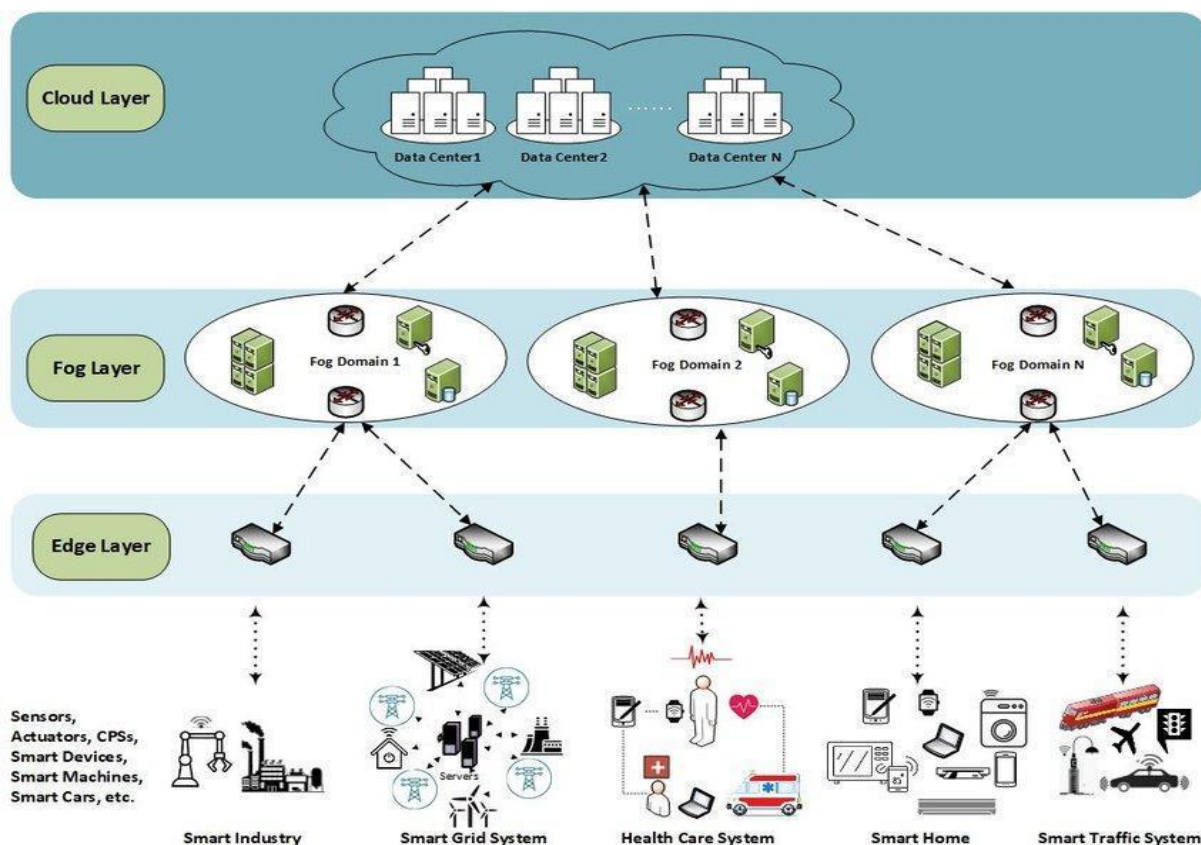 Cloud Layer
Data Center1
Data Center2
......
Data Center N
Fog Layer
Fog Domain 1
Fog Domain 2
Fog Domain N
Edge Layer
Sensors,
Actuators, CPSs,
Smart Devices,
Smart Machines,
Smart Cars, etc.
Servers
Smart Industry
Smart Grid System
Health Care System
Smart Home
Smart Traffic System